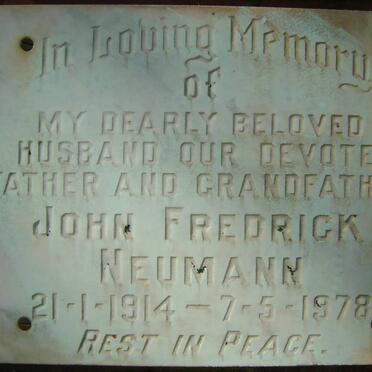 In Loving Memory
of
MY DEARLY BELOVED
HUSBAND OUR DEVOTE
FATHER AND GRANDFATH
JOHN FREDRICK
NEUMANN
21-1-1914 - 7-5-1978
REST IN PEACE.